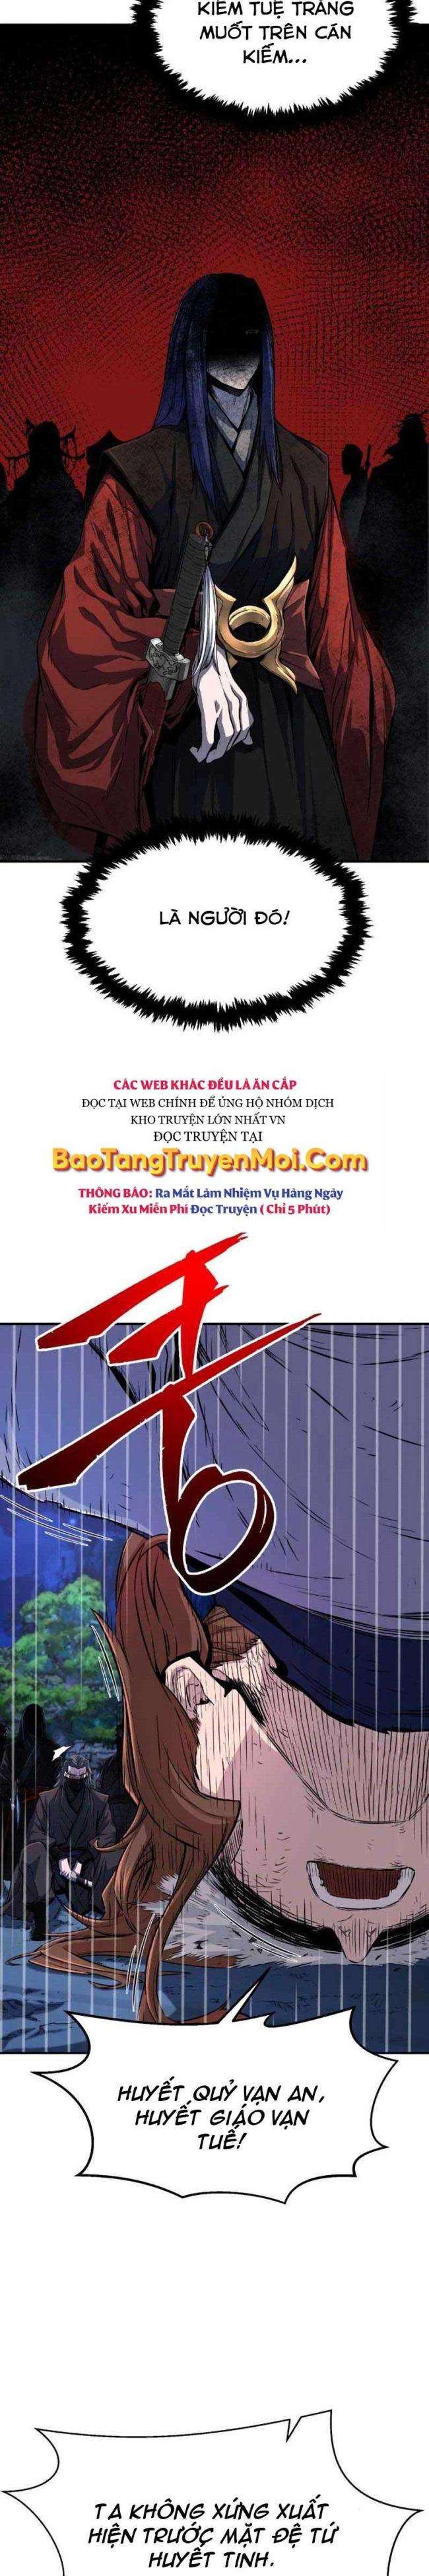 KIẾM TUỆ TRẮNG
MUỐT TRÊN CÁN
KIẾM...
LÀ NGƯỜI ĐÓ!
CÁC WEB KHÁC ĐỀU LÀ ĂN CẮP
ĐỌC TẠI WEB CHÍNH ĐỂ ỦNG HỘ NHÓM DỊCH
KHO TRUYỆN LỚN NHẤT VN
ĐỌC TRUYỆN TẠI
BaoTangTruyenMoi.Com
THÔNG BÁO: Ra Mắt Làm Nhiệm Vụ Hàng Ngày
Kiếm Xu Miễn Phí Đọc Truyện ( Chỉ 5 Phút)
쿵
HUYẾT QUỶ VẠN AN,
HUYẾT GIÁO VẠN
TUẾ!
TA KHÔNG XỨNG XUẤT
HIỆN TRƯỚC MẶT ĐỆ TỬ
HUYẾT TINH.